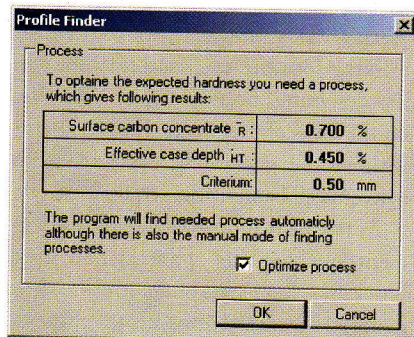 Profile Finder
Process
To optaine the expected hardness you need a process,
which gives following results:
Surface carbon concentrate R : 0.700 %
Effective case depth HT : 0.450 %
Criterium: 0.50 mm
The program will find needed process automaticly
although there is also the manual mode of finding
processes.
Optimize process
OK Cancel